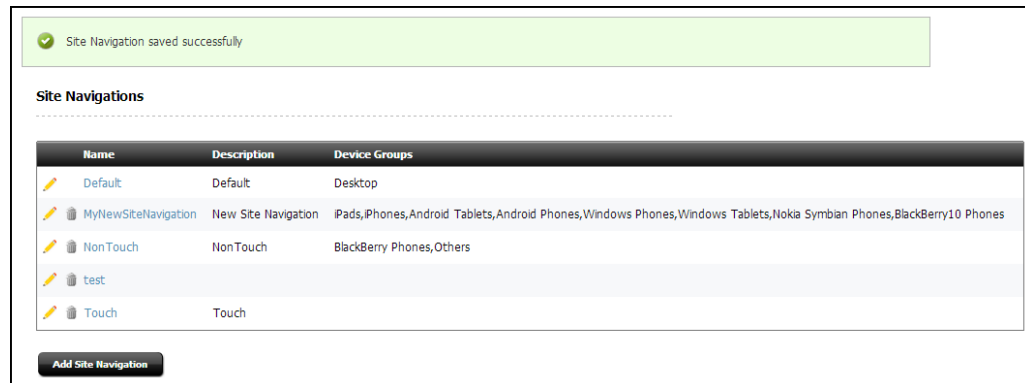 Site Navigation saved successfully
Site Navigations
Name Description Device Groups
Default Default Desktop
MyNewSiteNavigation New Site Navigation iPads,iPhones,Android Tablets,Android Phones,Windows Phones,Windows Tablets,Nokia Symbian Phones,BlackBerry10 Phones
NonTouch NonTouch BlackBerry Phones,Others
test
Touch Touch
Add Site Navigation